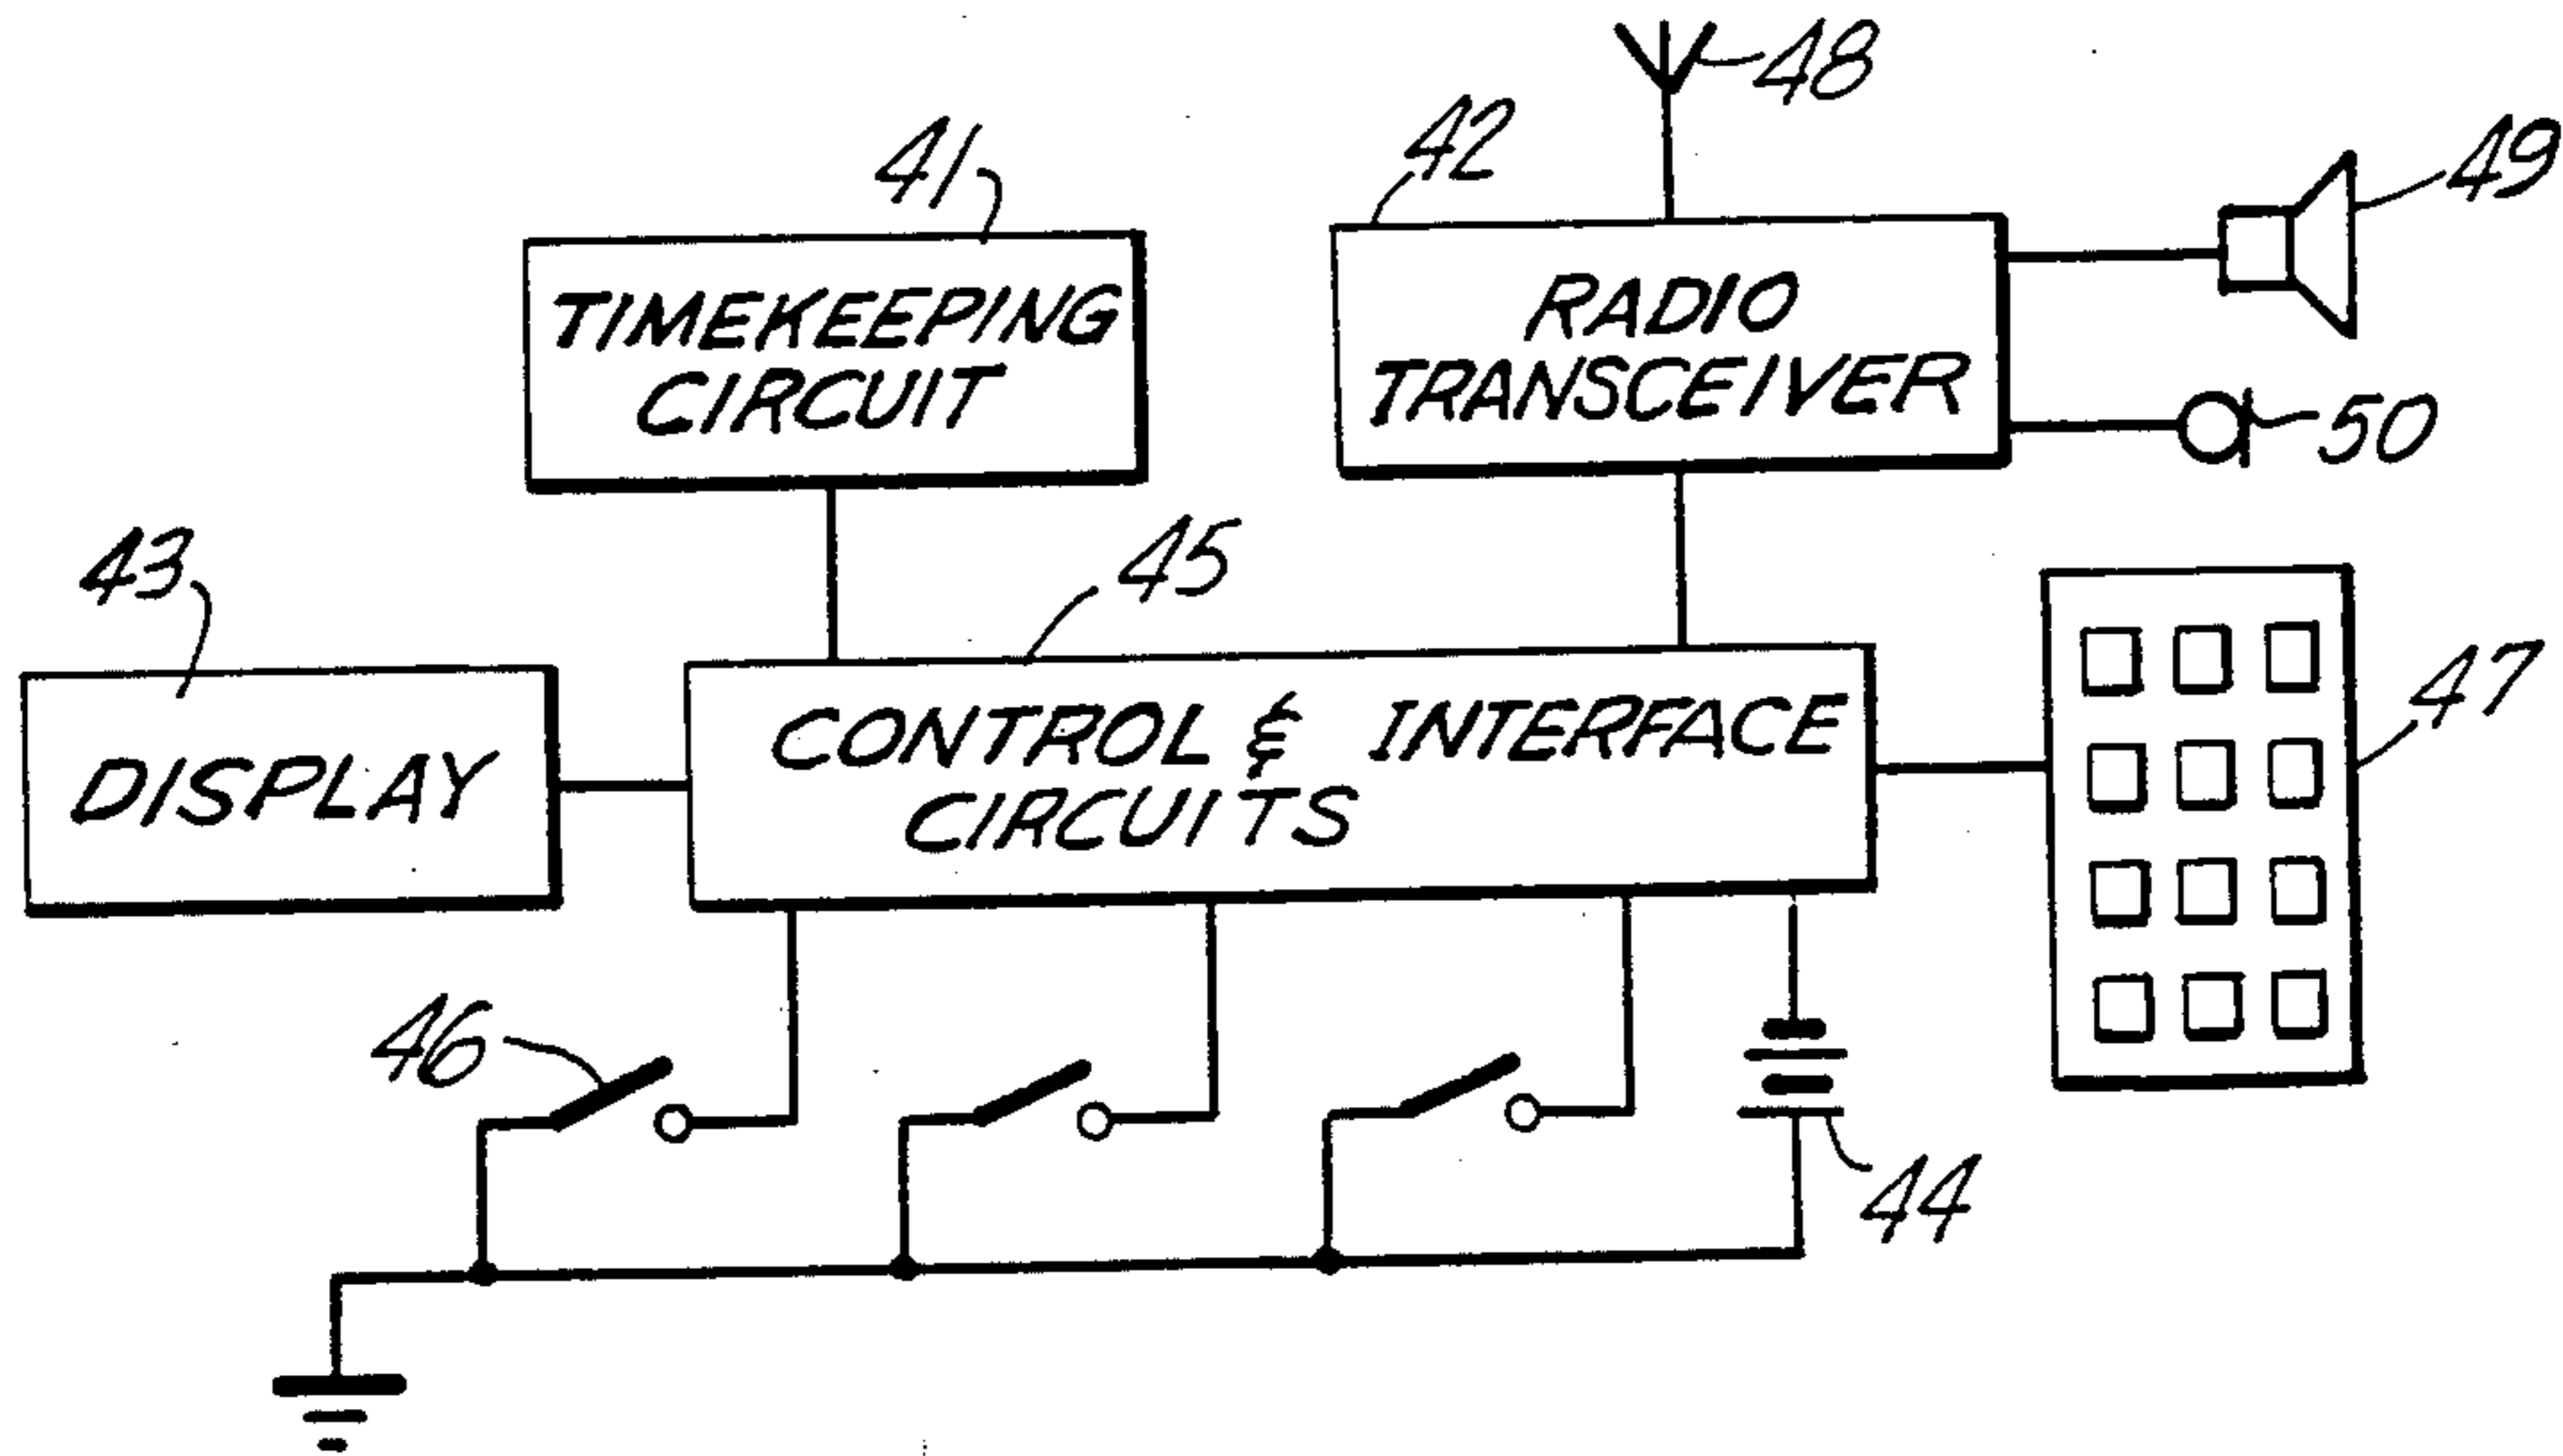 48
41
42
49
TIMEKEEPING
CIRCUIT
RADIO
TRANSCEIVER
50
43
45
47
DISPLAY
CONTROL & INTERFACE
CIRCUITS
46
44